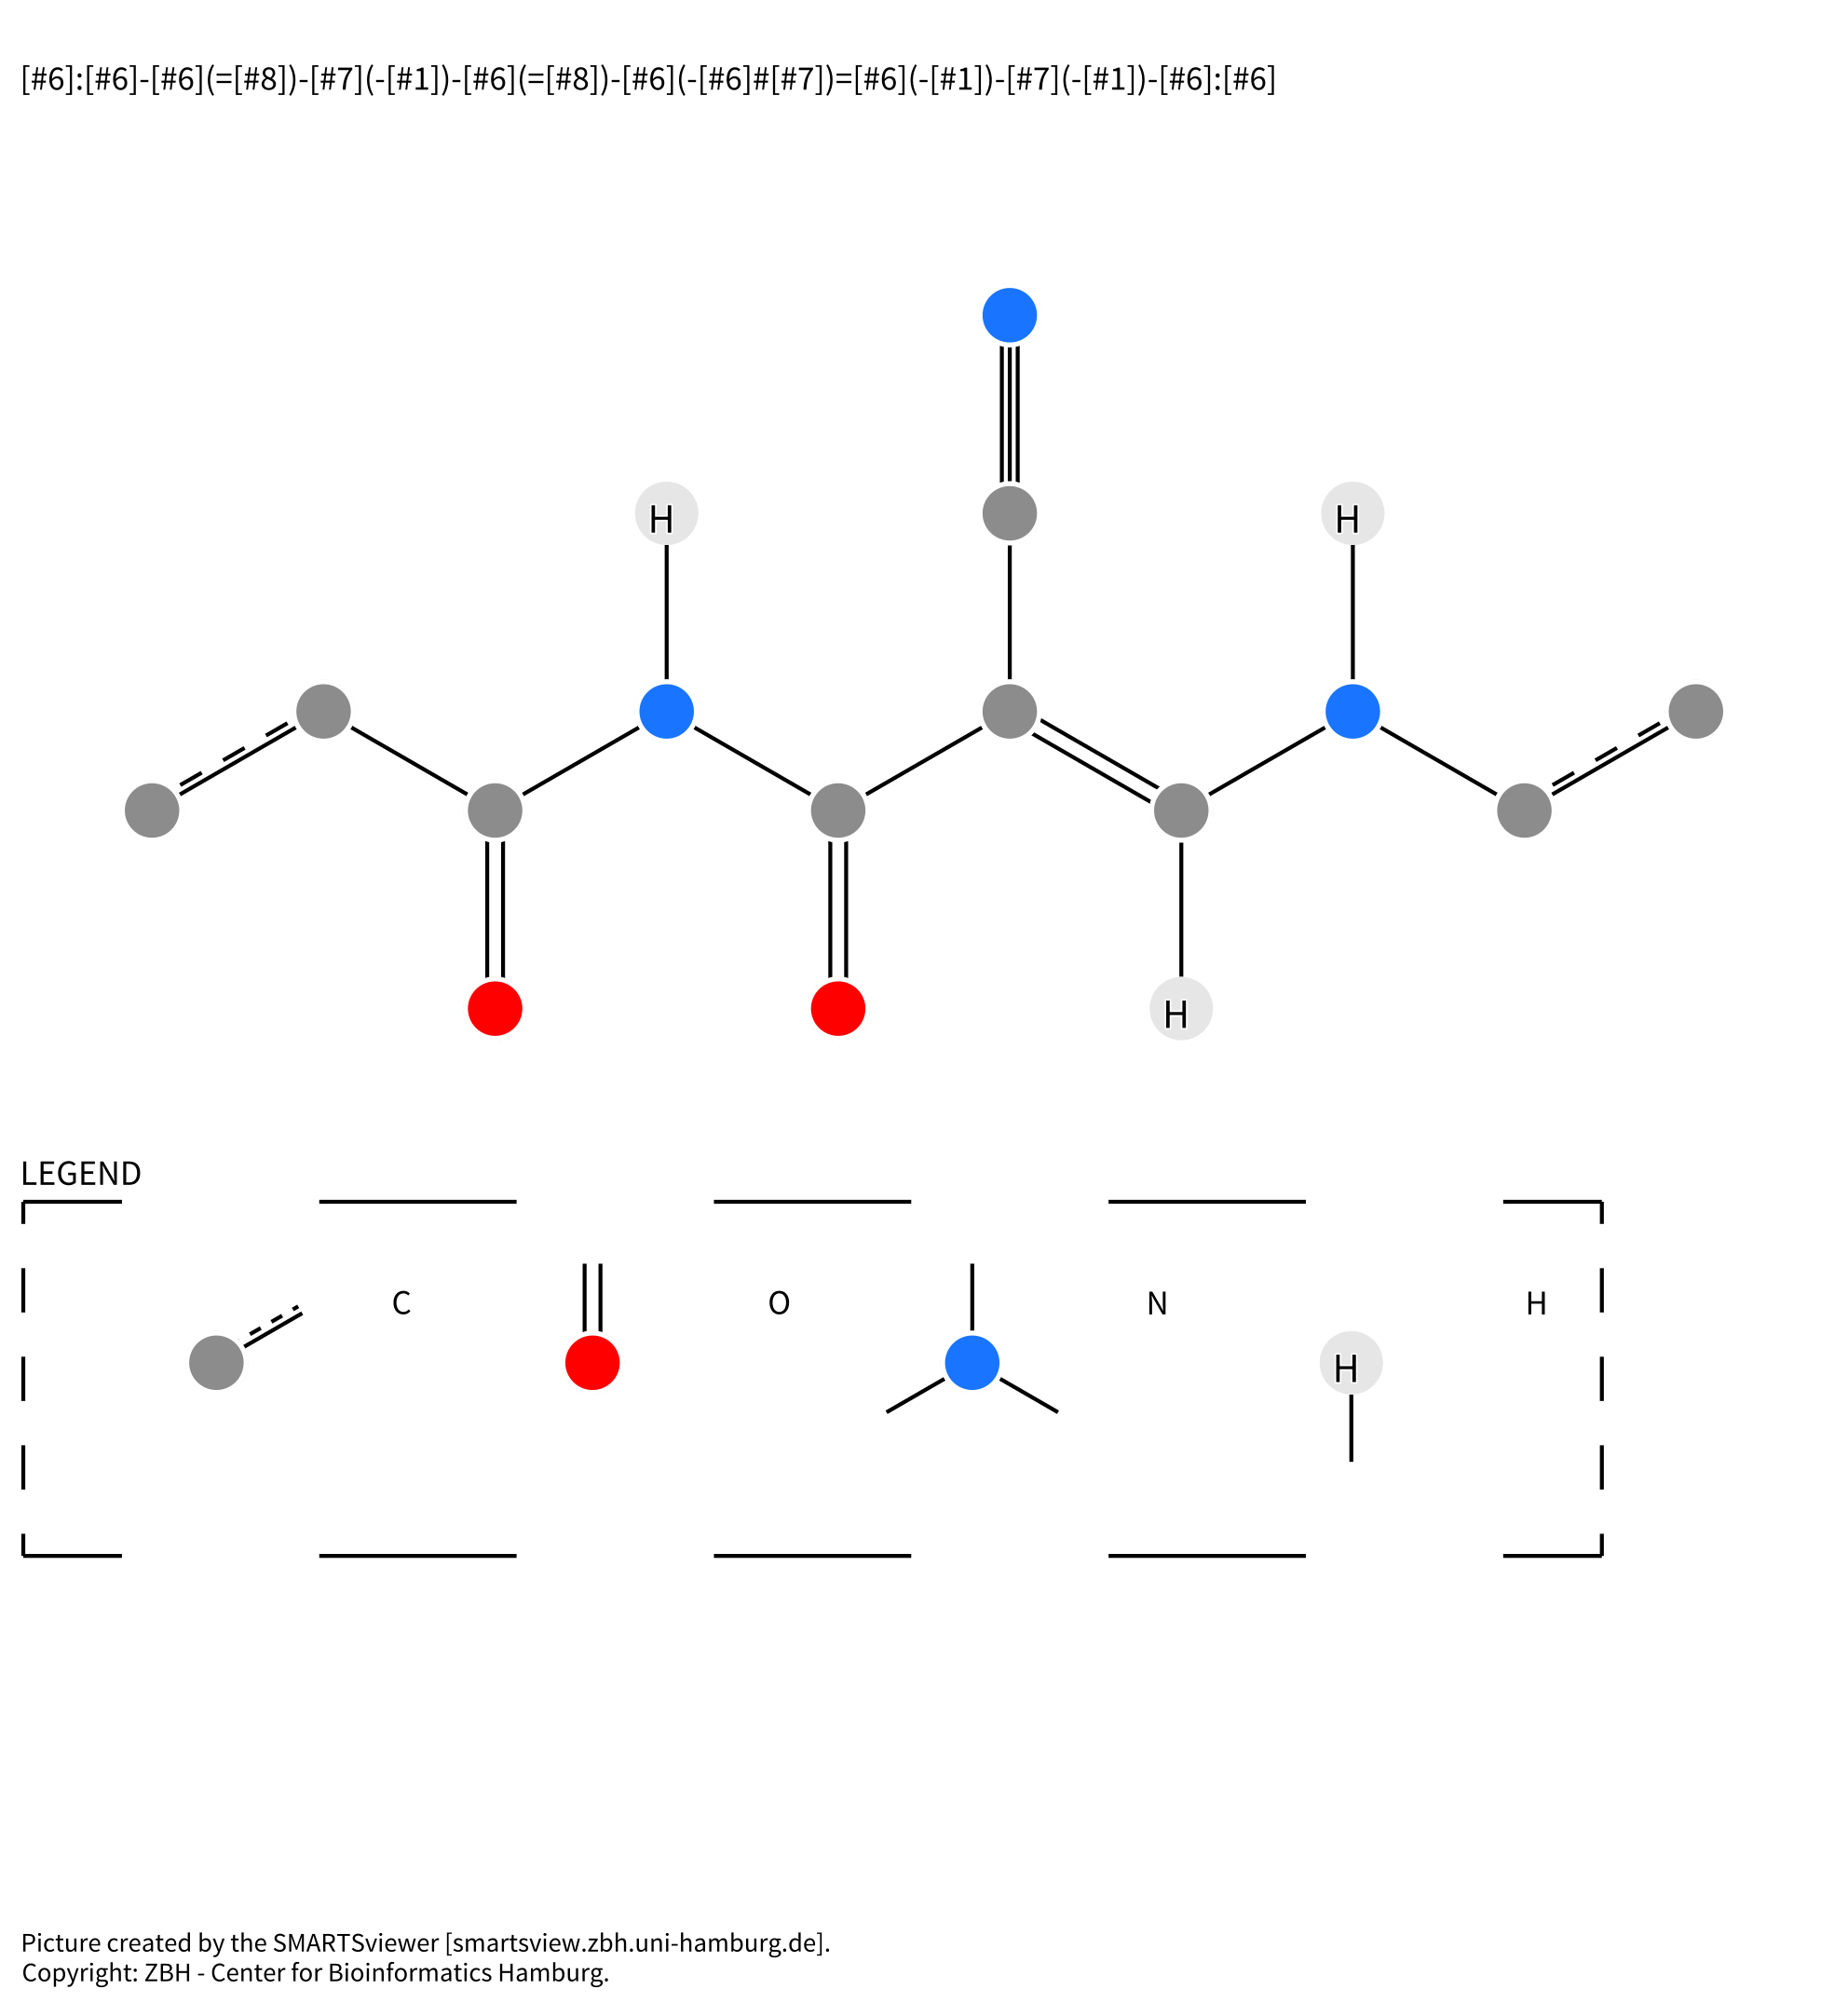 [#6]:[#6]-[#6](=[#8])-[#7](-[#1])-[#6](=[#8])-[#6](-[#6]#[#7])=[#6](-[#1])-[#7](-[#1])-[#6]:[#6]
H
H
H
LEGEND
C O N H
H
Picture created by the SMARTSviewer [smartsview.zbh.uni-hamburg.de].
Copyright: ZBH - Center for Bioinformatics Hamburg.